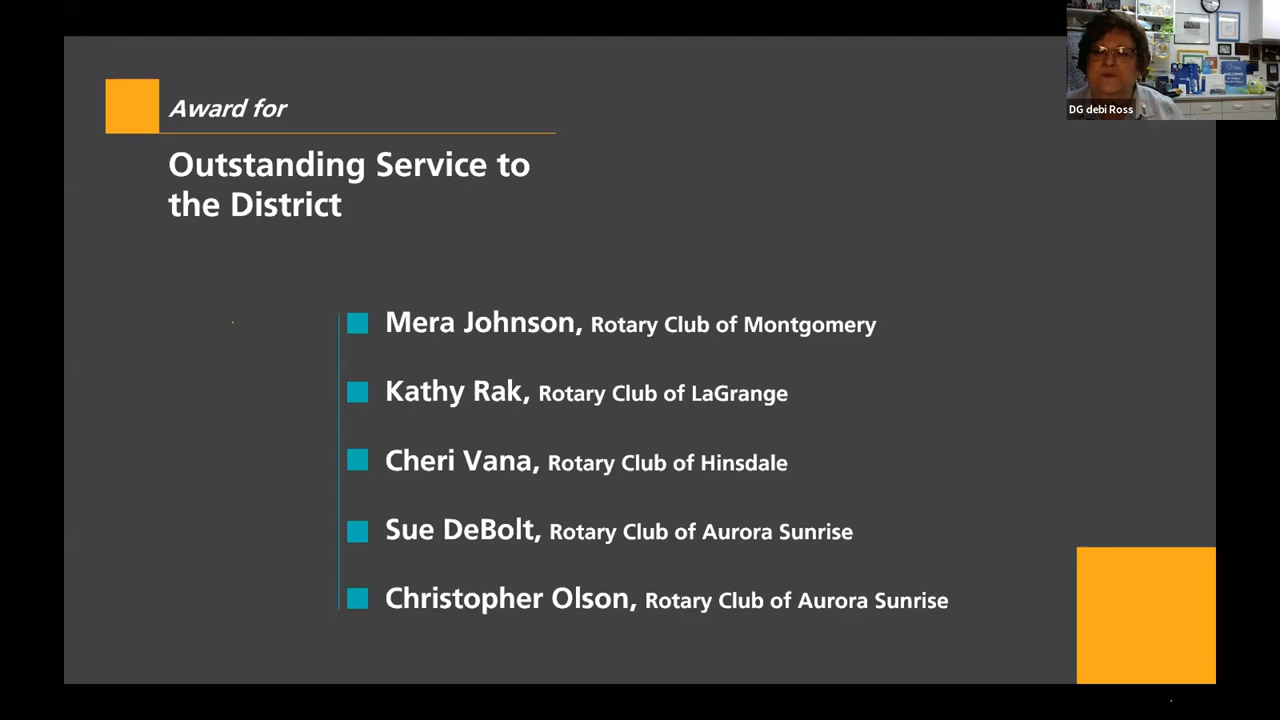 Award for
Outstanding Service to
the District
Mera Johnson, Rotary Club of Montgomery
Kathy Rak, Rotary Club of LaGrange
Cheri Vana, Rotary Club of Hinsdale
Sue DeBolt, Rotary Club of Aurora Sunrise
Christopher Olson, Rotary Club of Aurora Sunrise
DG debi Ross